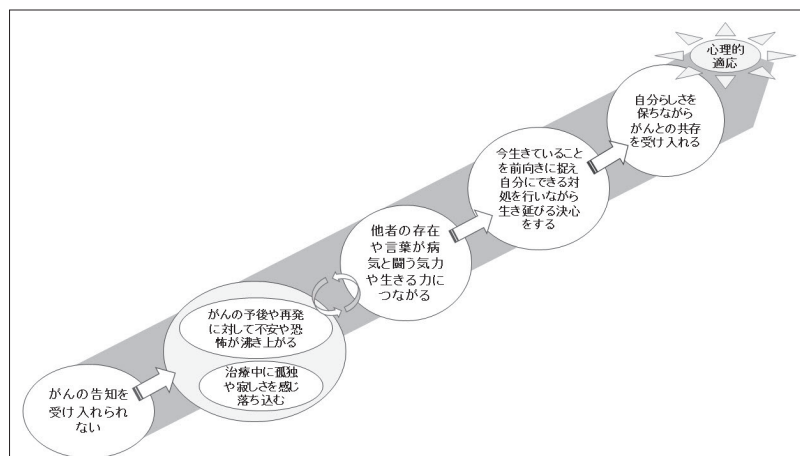 がんの告知を
受け入れられ
ない
がんの予後や再発
に対して不安や恐
怖が沸き上がる
治療中に孤独
や寂しさを感じ
落ち込む
他者の存在
や言葉が病
気と闘う気力
や生きる力に
つながる
今生きていること
を前向きに捉え
自分にできる対
処を行いながら
生き延びる決心
をする
自分らしさを
保ちながら
がんとの共存
を受け入れる
心理的
適応